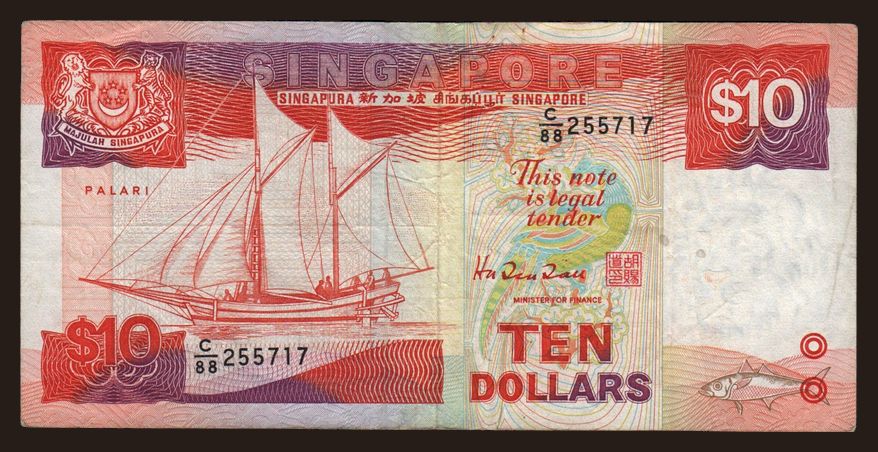 SINGAPORE
SINGAPURA 新加坡 சிங்கப்பூர் SINGAPORE
$10
MAJULAH SINGAPURA
C/88 255717
PALARI
This note
is legal
tender
胡賜道印
MINISTER FOR FINANCE
$10
C/88 255717
TEN
DOLLARS